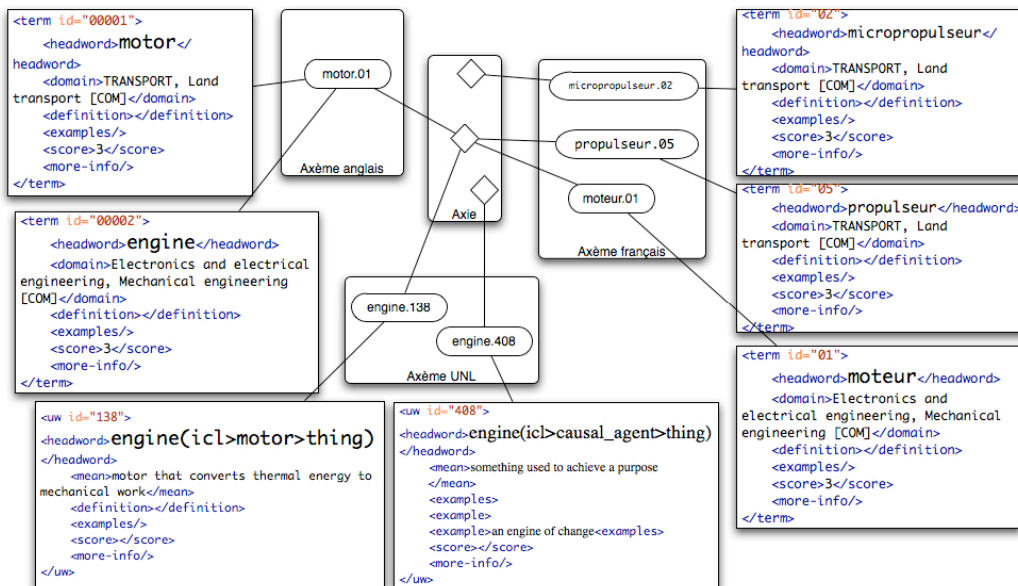 <term id="00001">
<headword>motor</
headword>
<domain>TRANSPORT, Land
transport [COM]</domain>
<definition></definition>
<examples/>
<score>3</score>
<more-info/>
</term>
motor.01
Axème anglais
Axie
micropropulseur.02
propulseur.05
moteur.01
Axème français
<term id="02">
<headword>micropropulseur</
headword>
<domain>TRANSPORT, Land
transport [COM]</domain>
<definition></definition>
<examples/>
<score>3</score>
<more-info/>
</term>
<term id="00002">
<headword>engine</headword>
<domain>Electronics and electrical
engineering, Mechanical engineering
[COM]</domain>
<definition></definition>
<examples/>
<score>3</score>
<more-info/>
</term>
engine.138
engine.408
Axème UNL
<term id="05">
<headword>propulseur</headword>
<domain>TRANSPORT, Land
transport [COM]</domain>
<definition></definition>
<examples/>
<score>3</score>
<more-info/>
</term>
<term id="01">
<headword>moteur</headword>
<domain>Electronics and
electrical engineering, Mechanical
engineering [COM]</domain>
<definition></definition>
<examples/>
<score>3</score>
<more-info/>
</term>
<uw id="138">
<headword>engine(icl>motor>thing)
</headword>
<mean>motor that converts thermal energy to
mechanical work</mean>
<definition></definition>
<examples/>
<score></score>
<more-info/>
</uw>
<uw id="408">
<headword>engine(icl>causal_agent>thing)
</headword>
<mean>something used to achieve a purpose
</mean>
<examples>
<example>
<example>an engine of change<examples>
<score></score>
<more-info/>
</uw>